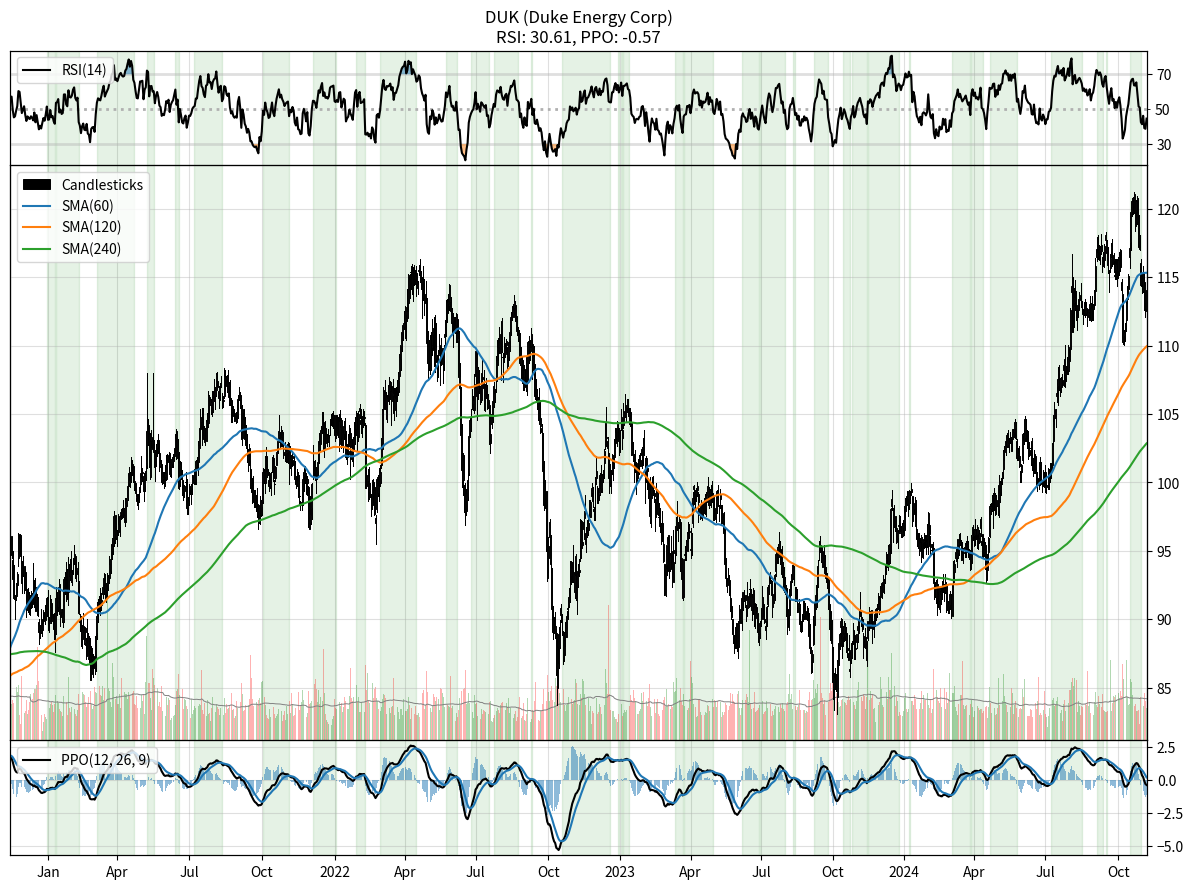 DUK (Duke Energy Corp)
RSI: 30.61, PPO: -0.57
RSI(14)
70
50
30
Candlesticks
SMA(60)
SMA(120)
SMA(240)
120
115
110
105
100
95
90
85
PPO(12, 26, 9)
2.5
0.0
−2.5
−5.0
Jan Apr Jul Oct 2022 Apr Jul Oct 2023 Apr Jul Oct 2024 Apr Jul Oct